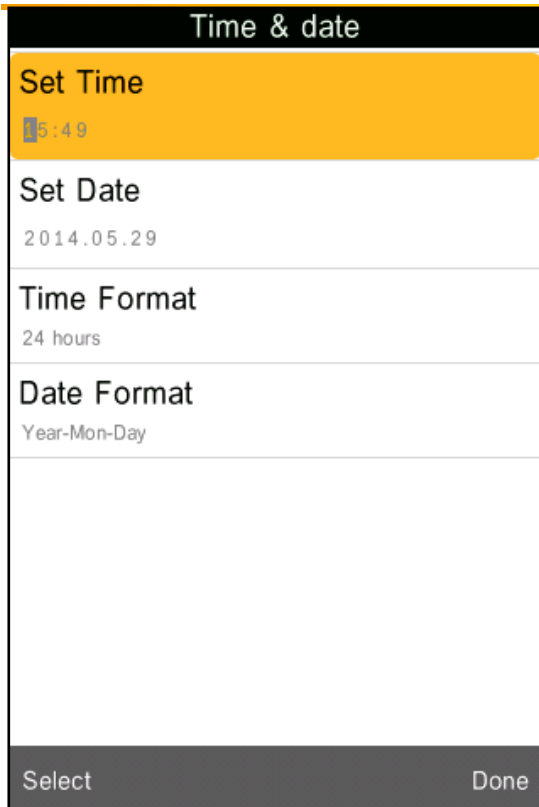 Time & date
Set Time
15:49
Set Date
2014.05.29
Time Format
24 hours
Date Format
Year-Mon-Day
Select Done